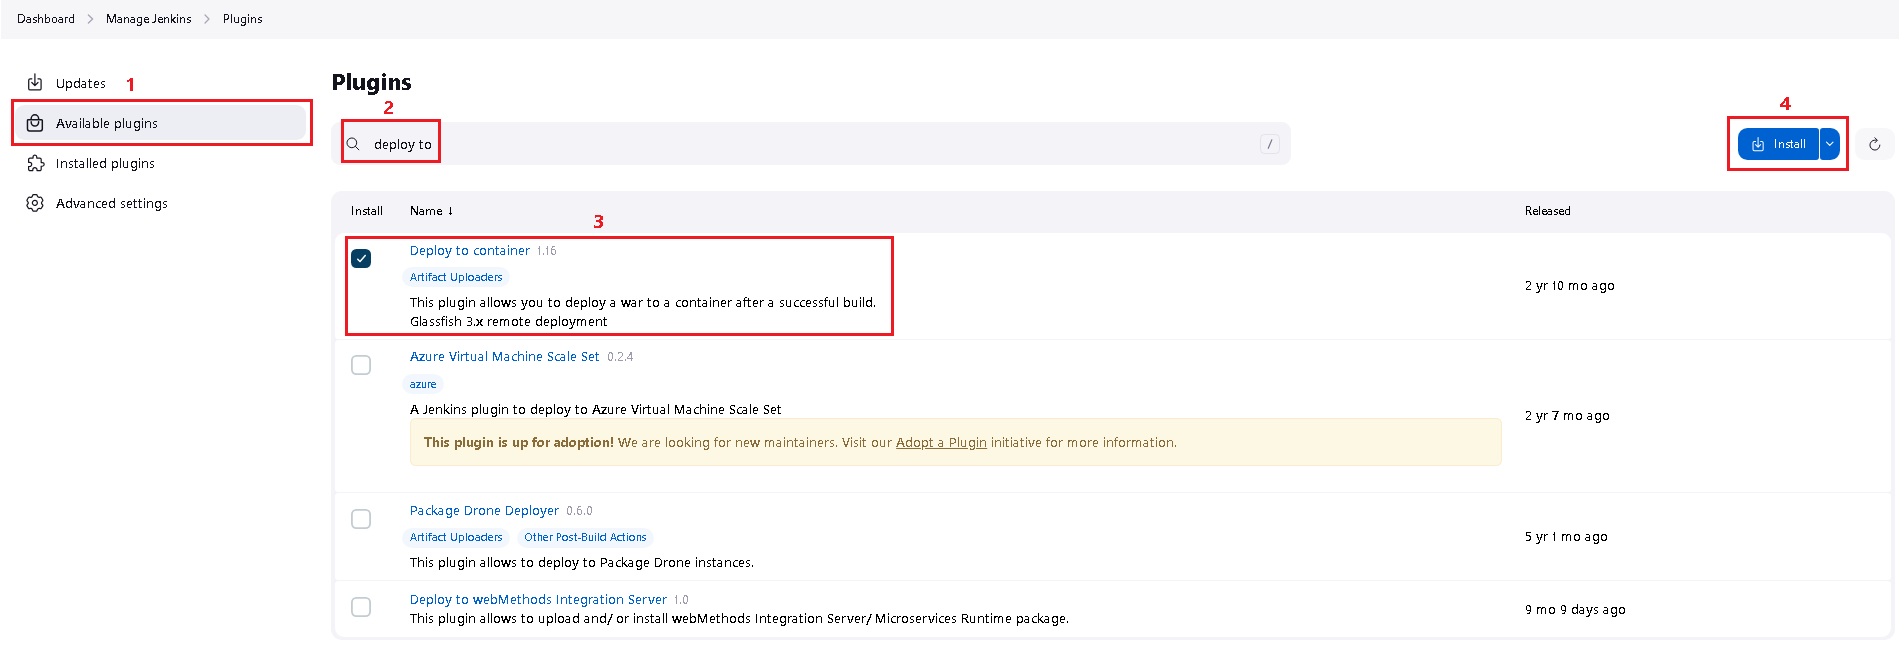 Dashboard > Manage Jenkins > Plugins
Updates 1
Available plugins
Installed plugins
Advanced settings
Plugins
2
deploy to /
4
Install
Install Name ↓ Released
3
Deploy to container 1.16
Artifact Uploaders
This plugin allows you to deploy a war to a container after a successful build.
Glassfish 3.x remote deployment
2 yr 10 mo ago
Azure Virtual Machine Scale Set 0.2.4
azure
A Jenkins plugin to deploy to Azure Virtual Machine Scale Set
This plugin is up for adoption! We are looking for new maintainers. Visit our Adopt a Plugin initiative for more information.
2 yr 7 mo ago
Package Drone Deployer 0.6.0
Artifact Uploaders Other Post-Build Actions
This plugin allows to deploy to Package Drone instances.
5 yr 1 mo ago
Deploy to webMethods Integration Server 1.0
This plugin allows to upload and/ or install webMethods Integration Server/ Microservices Runtime package.
9 mo 9 days ago